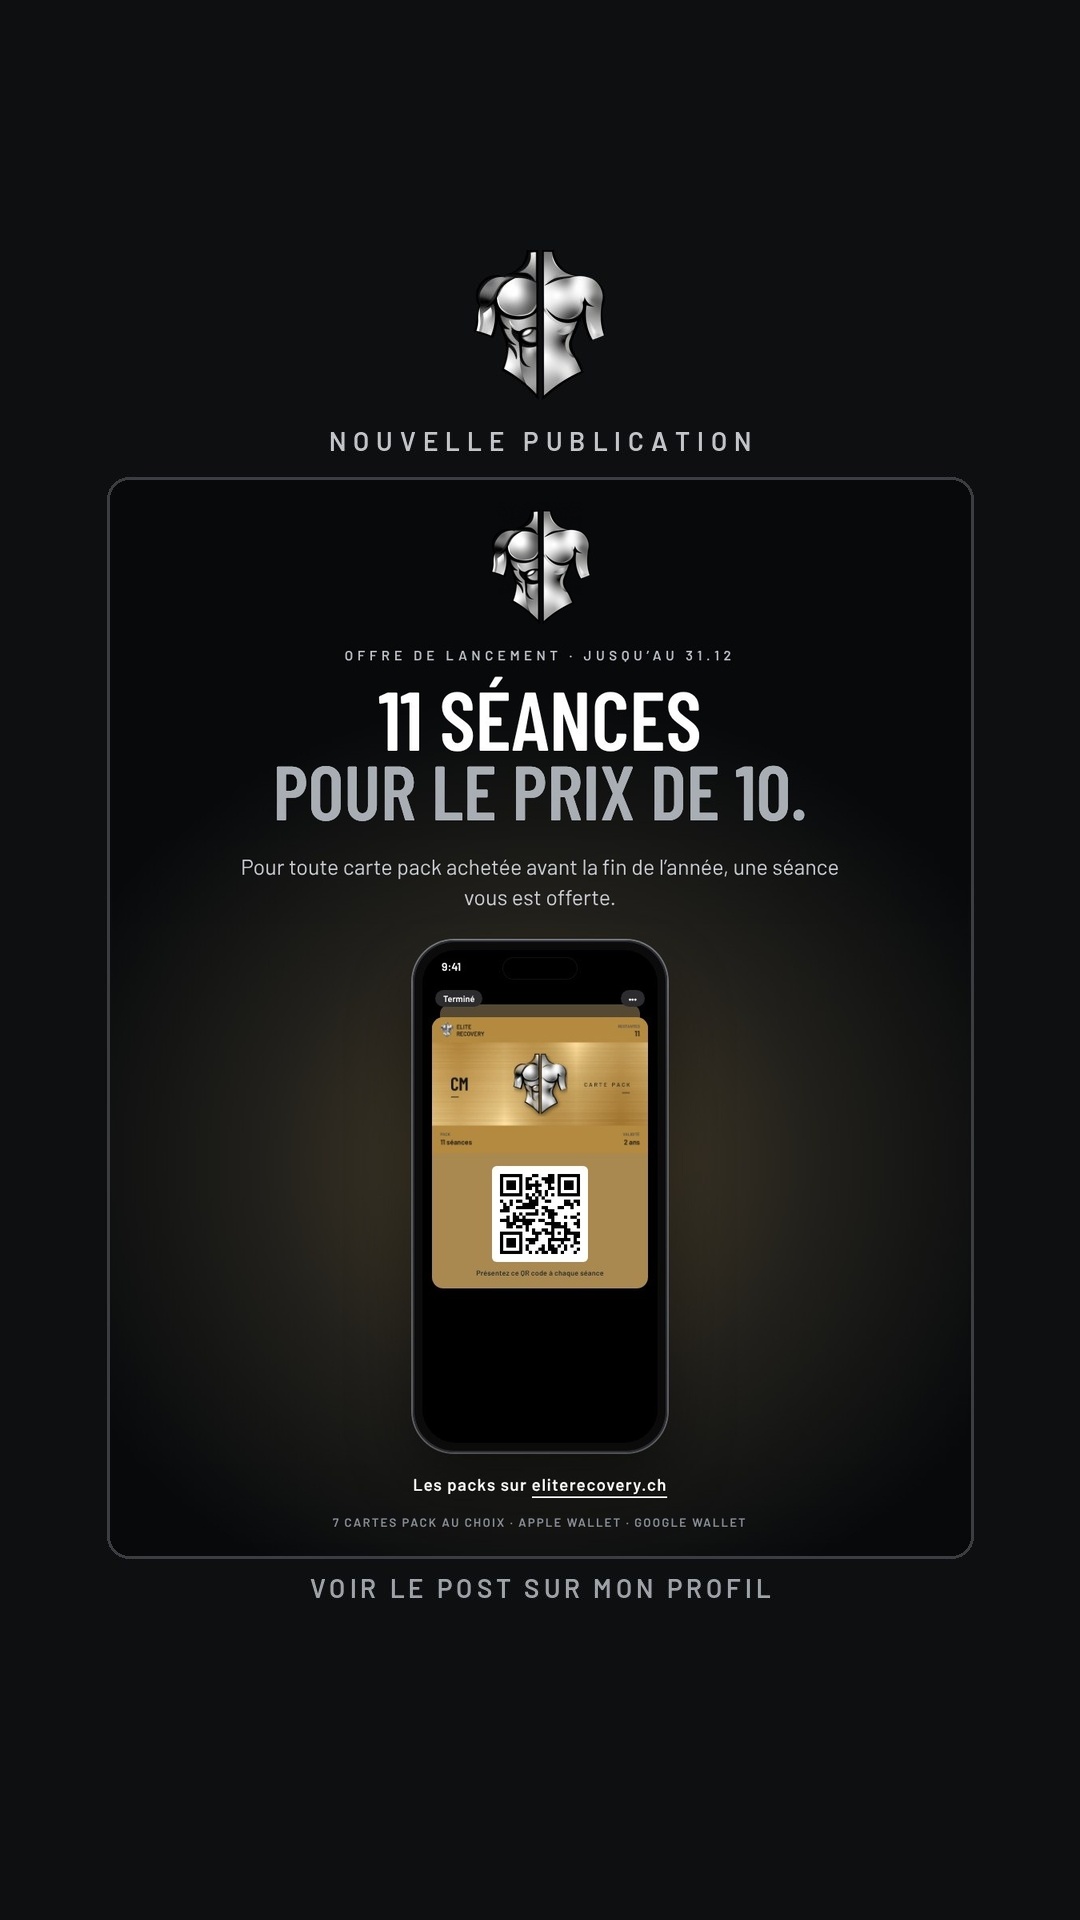 NOUVELLE PUBLICATION
OFFRE DE LANCEMENT · JUSQU’AU 31.12
11 SÉANCES
POUR LE PRIX DE 10.
Pour toute carte pack achetée avant la fin de l’année, une séance
vous est offerte.
9:41
Terminé
ELITE
RECOVERY
11
CM
CARTE PACK
11 séances
2 ans
Présentez ce QR code à chaque séance
Les packs sur eliterecovery.ch
7 CARTES PACK AU CHOIX · APPLE WALLET · GOOGLE WALLET
VOIR LE POST SUR MON PROFIL